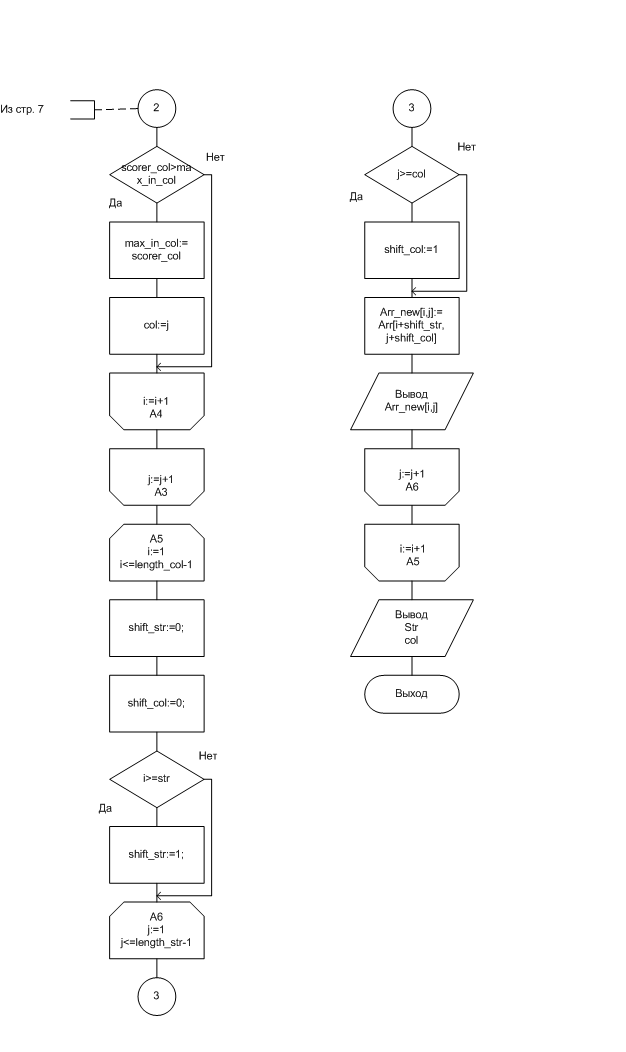 Из стр. 7
2
scorer_col>ma
x_in_col
Нет
Да
max_in_col:=
scorer_col
col:=j
i:=i+1
A4
j:=j+1
A3
A5
i:=1
i<=length_col-1
shift_str:=0;
shift_col:=0;
i>=str
Нет
Да
shift_str:=1;
A6
j:=1
j<=length_str-1
3
3
j>=col
Нет
Да
shift_col:=1
Arr_new[i,j]:=
Arr[i+shift_str,
j+shift_col]
Вывод
Arr_new[i,j]
j:=j+1
A6
i:=i+1
A5
Вывод
Str
col
Выход